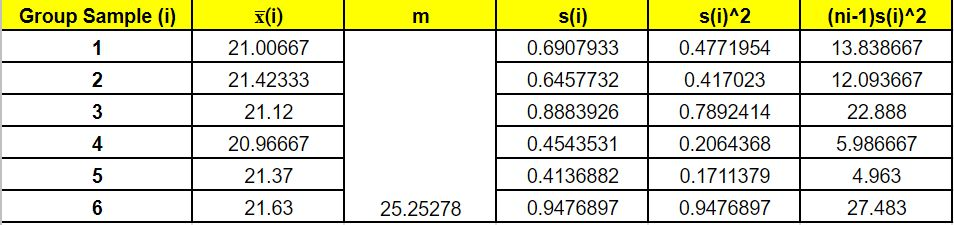 Group Sample (i) x̅(i) m s(i) s(i)^2 (ni-1)s(i)^2
1 21.00667 0.6907933 0.4771954 13.838667
2 21.42333 0.6457732 0.417023 12.093667
3 21.12 0.8883926 0.7892414 22.888
4 20.96667 0.4543531 0.2064368 5.986667
5 21.37 0.4136882 0.1711379 4.963
6 21.63 25.25278 0.9476897 0.9476897 27.483